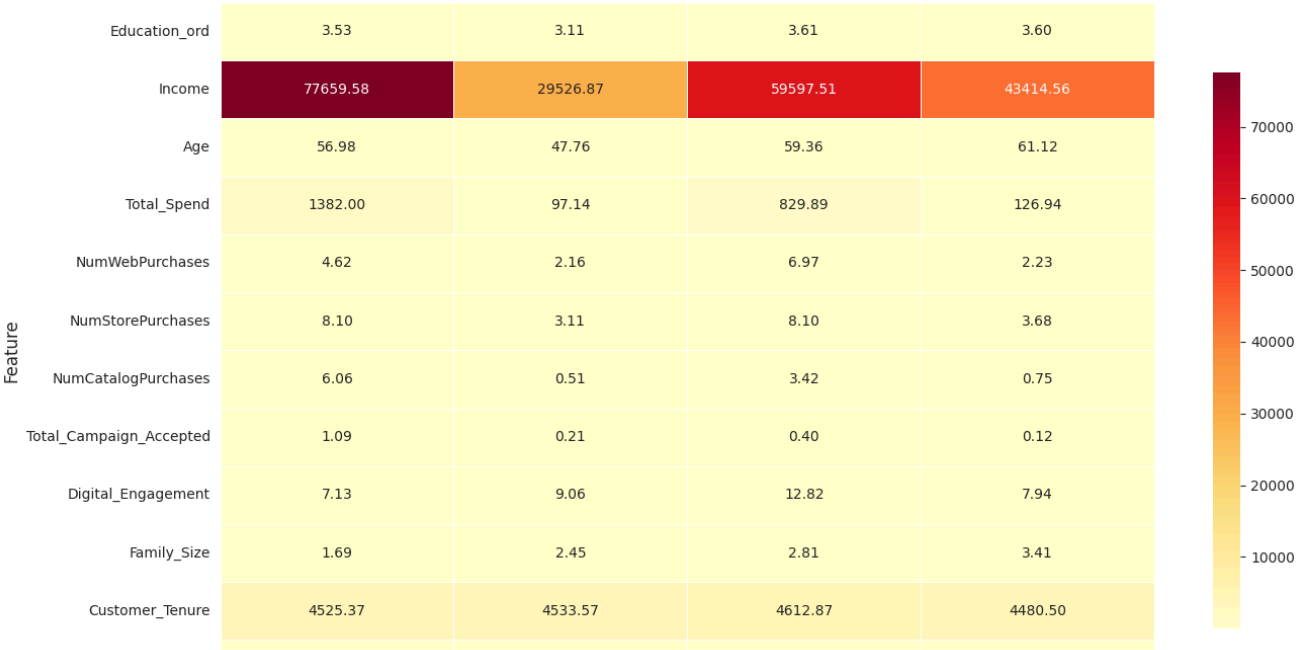 Education_ord 3.53 3.11 3.61 3.60
Income 77659.58 29526.87 59597.51 43414.56
70000
Age 56.98 47.76 59.36 61.12
60000
Total_Spend 1382.00 97.14 829.89 126.94
NumWebPurchases 4.62 2.16 6.97 2.23
50000
NumStorePurchases 8.10 3.11 8.10 3.68
40000
Feature
NumCatalogPurchases 6.06 0.51 3.42 0.75
30000
Total_Campaign_Accepted 1.09 0.21 0.40 0.12
20000
Digital_Engagement 7.13 9.06 12.82 7.94
Family_Size 1.69 2.45 2.81 3.41
10000
Customer_Tenure 4525.37 4533.57 4612.87 4480.50